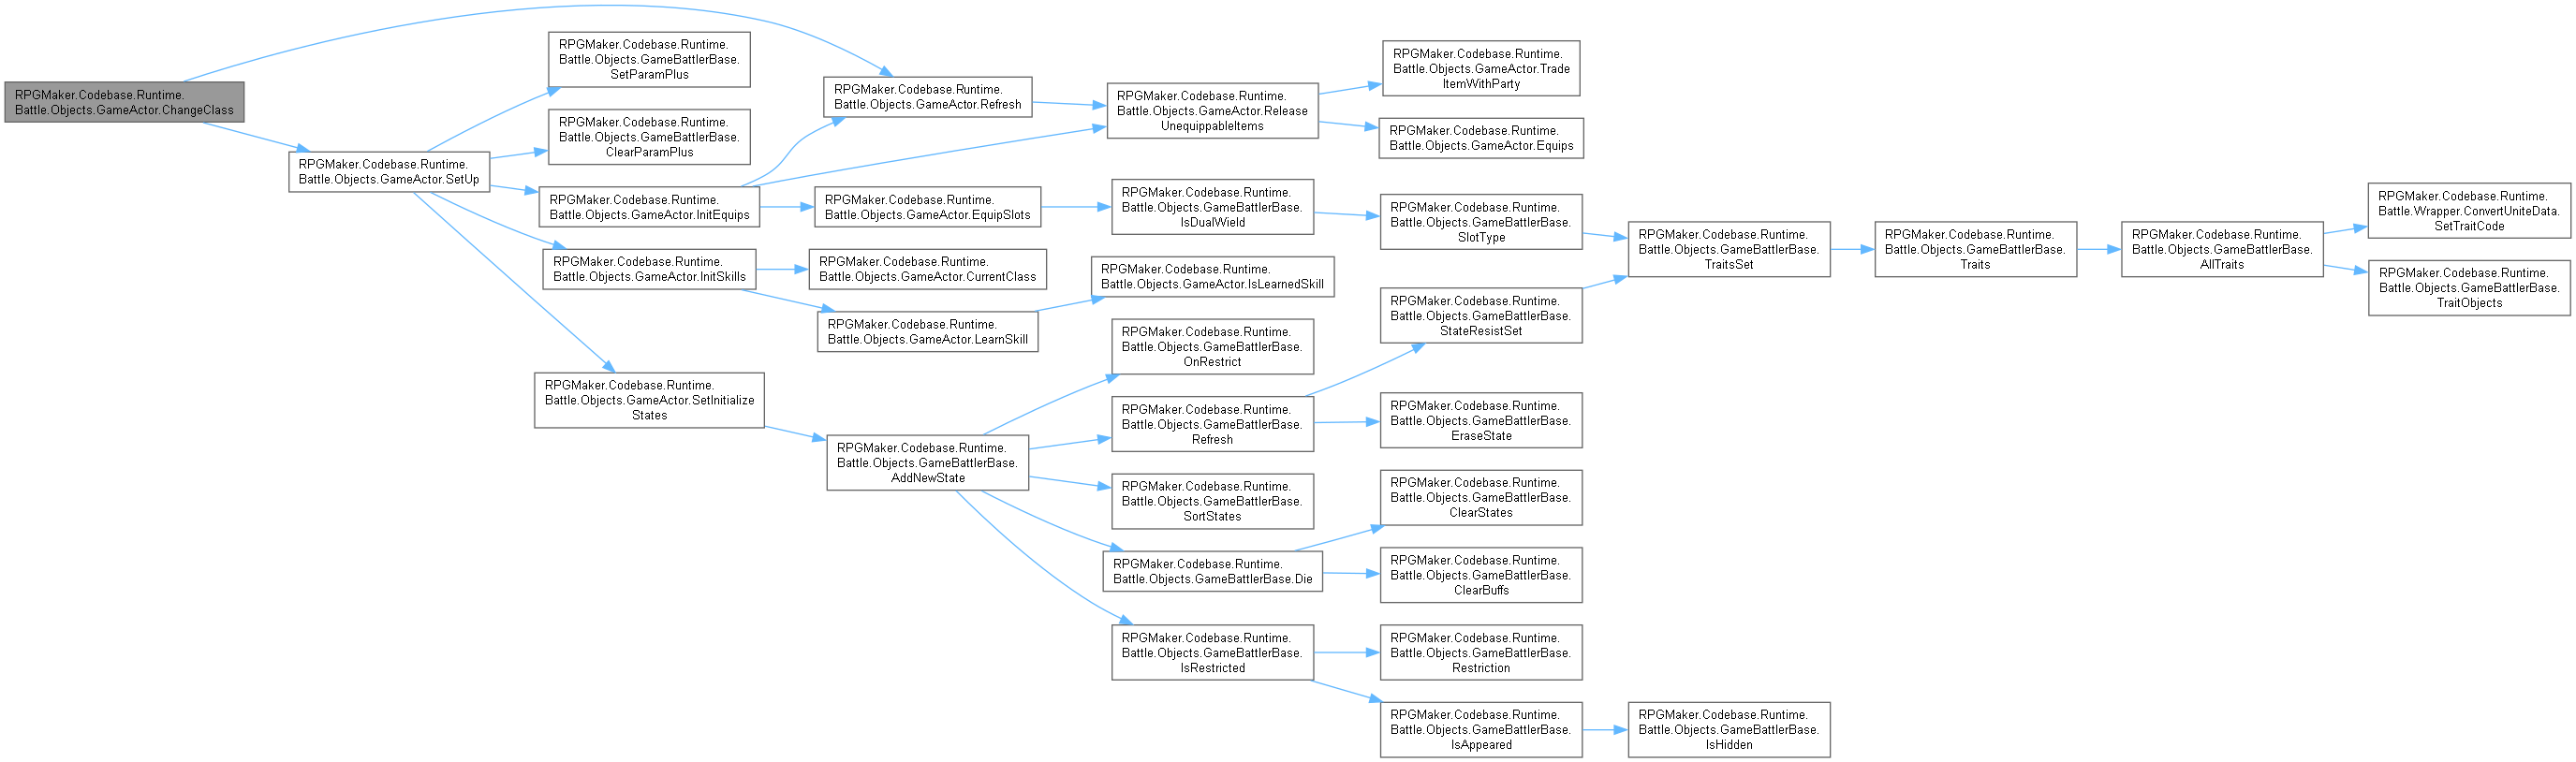 RPGMaker.Codebase.Runtime.
Battle.Objects.GameActor.ChangeClass
RPGMaker.Codebase.Runtime.
Battle.Objects.GameActor.SetUp
RPGMaker.Codebase.Runtime.
Battle.Objects.GameBattlerBase.
SetParamPlus
RPGMaker.Codebase.Runtime.
Battle.Objects.GameBattlerBase.
ClearParamPlus
RPGMaker.Codebase.Runtime.
Battle.Objects.GameActor.InitEquips
RPGMaker.Codebase.Runtime.
Battle.Objects.GameActor.InitSkills
RPGMaker.Codebase.Runtime.
Battle.Objects.GameActor.SetInitialize
States
RPGMaker.Codebase.Runtime.
Battle.Objects.GameActor.Refresh
RPGMaker.Codebase.Runtime.
Battle.Objects.GameActor.EquipSlots
RPGMaker.Codebase.Runtime.
Battle.Objects.GameActor.CurrentClass
RPGMaker.Codebase.Runtime.
Battle.Objects.GameActor.LearnSkill
RPGMaker.Codebase.Runtime.
Battle.Objects.GameBattlerBase.
AddNewState
RPGMaker.Codebase.Runtime.
Battle.Objects.GameActor.Release
UnequippableItems
RPGMaker.Codebase.Runtime.
Battle.Objects.GameBattlerBase.
IsDualWield
RPGMaker.Codebase.Runtime.
Battle.Objects.GameActor.IsLearnedSkill
RPGMaker.Codebase.Runtime.
Battle.Objects.GameBattlerBase.
OnRestrict
RPGMaker.Codebase.Runtime.
Battle.Objects.GameBattlerBase.
Refresh
RPGMaker.Codebase.Runtime.
Battle.Objects.GameBattlerBase.
SortStates
RPGMaker.Codebase.Runtime.
Battle.Objects.GameBattlerBase.Die
RPGMaker.Codebase.Runtime.
Battle.Objects.GameBattlerBase.
IsRestricted
RPGMaker.Codebase.Runtime.
Battle.Objects.GameActor.Trade
ItemWithParty
RPGMaker.Codebase.Runtime.
Battle.Objects.GameActor.Equips
RPGMaker.Codebase.Runtime.
Battle.Objects.GameBattlerBase.
SlotType
RPGMaker.Codebase.Runtime.
Battle.Objects.GameBattlerBase.
StateResistSet
RPGMaker.Codebase.Runtime.
Battle.Objects.GameBattlerBase.
EraseState
RPGMaker.Codebase.Runtime.
Battle.Objects.GameBattlerBase.
ClearStates
RPGMaker.Codebase.Runtime.
Battle.Objects.GameBattlerBase.
ClearBuffs
RPGMaker.Codebase.Runtime.
Battle.Objects.GameBattlerBase.
Restriction
RPGMaker.Codebase.Runtime.
Battle.Objects.GameBattlerBase.
IsAppeared
RPGMaker.Codebase.Runtime.
Battle.Objects.GameBattlerBase.
TraitsSet
RPGMaker.Codebase.Runtime.
Battle.Objects.GameBattlerBase.
IsHidden
RPGMaker.Codebase.Runtime.
Battle.Objects.GameBattlerBase.
Traits
RPGMaker.Codebase.Runtime.
Battle.Objects.GameBattlerBase.
AllTraits
RPGMaker.Codebase.Runtime.
Battle.Wrapper.ConvertUniteData.
SetTraitCode
RPGMaker.Codebase.Runtime.
Battle.Objects.GameBattlerBase.
TraitObjects